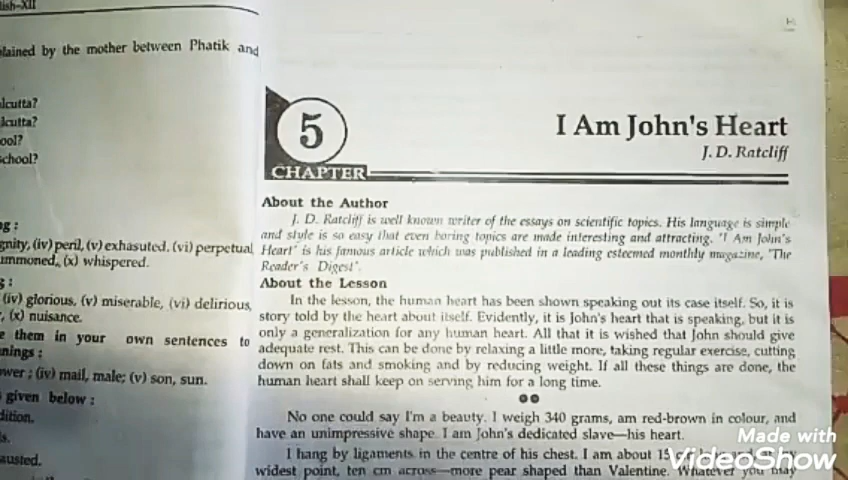 lish-XII
plained by the mother between Phatik and
lcutta?
lcutta?
ool?
school?
ng :
gnity, (iv) peril, (v) exhasuted, (vi) perpetual
ummoned, (x) whispered.
g :
(iv) glorious, (v) miserable, (vi) delirious,
, (x) nuisance.
e them in your own sentences to
nings :
wer ; (iv) mail, male; (v) son, sun.
given below :
dition.
s.
austed.
5
CHAPTER
I Am John's Heart
J. D. Ratcliff
About the Author
J. D. Ratcliff is well known writer of the essays on scientific topics. His language is simple
and style is so easy that even boring topics are made interesting and attracting. "I Am John's
Heart" is his famous article which was published in a leading esteemed monthly magazine, "The
Reader's Digest".
About the Lesson
In the lesson, the human heart has been shown speaking out its case itself. So, it is
story told by the heart about itself. Evidently, it is John's heart that is speaking, but it is
only a generalization for any human heart. All that it is wished that John should give
adequate rest. This can be done by relaxing a little more, taking regular exercise, cutting
down on fats and smoking and by reducing weight. If all these things are done, the
human heart shall keep on serving him for a long time.
No one could say I'm a beauty. I weigh 340 grams, am red-brown in colour, and
have an unimpressive shape. I am John's dedicated slave—his heart.
I hang by ligaments in the centre of his chest. I am about 15
widest point, ten cm across—more pear shaped than Valentine. Whatever you may
Made with
VideoShow